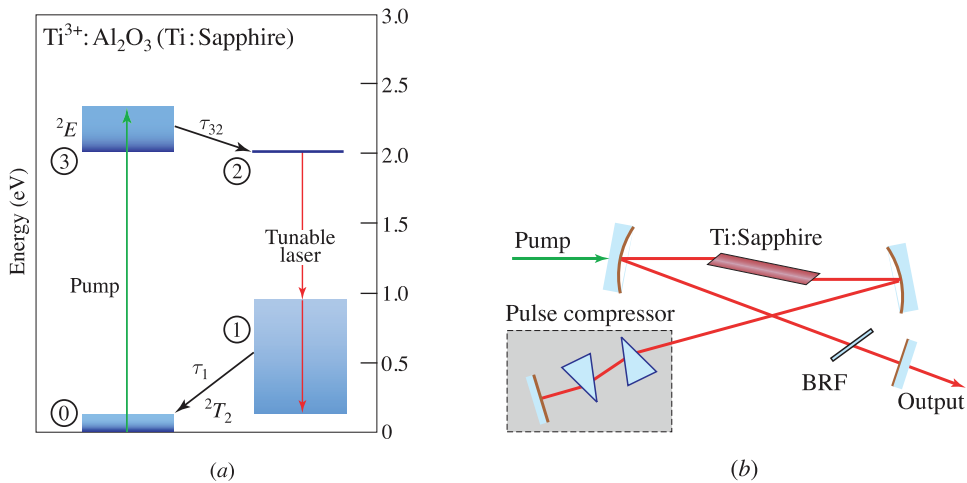 Ti³⁺: Al₂O₃ (Ti : Sapphire)
3.0
2.5
2.0
1.5
1.0
0.5
0
Energy (eV)
²E
3
τ₃₂
2
Tunable
laser
Pump
1
τ₁
0
²T₂
(a)
Pump
Ti:Sapphire
Pulse compressor
BRF
Output
(b)